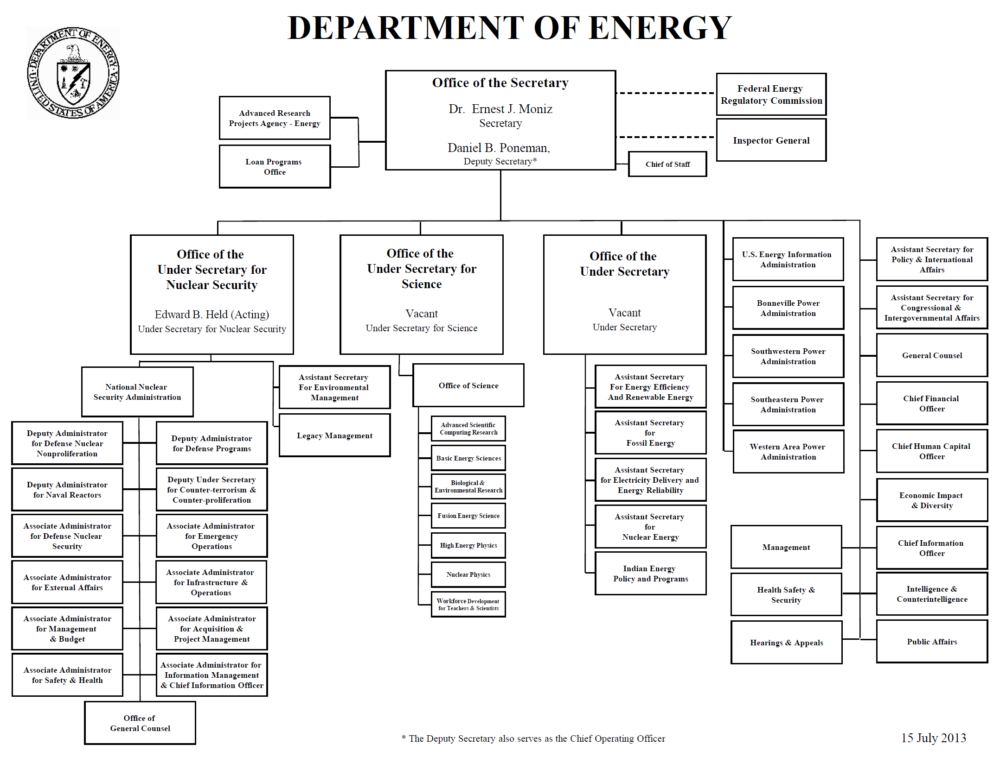 DEPARTMENT OF ENERGY
DEPARTMENT OF ENERGY
UNITED STATES OF AMERICA
Office of the Secretary
Dr. Ernest J. Moniz
Secretary
Daniel B. Poneman,
Deputy Secretary*
Advanced Research
Projects Agency - Energy
Loan Programs
Office
Federal Energy
Regulatory Commission
Inspector General
Chief of Staff
Office of the
Under Secretary for
Nuclear Security
Edward B. Held (Acting)
Under Secretary for Nuclear Security
Office of the
Under Secretary for
Science
Vacant
Under Secretary for Science
Office of the
Under Secretary
Vacant
Under Secretary
National Nuclear
Security Administration
Assistant Secretary
For Environmental
Management
Legacy Management
Deputy Administrator
for Defense Nuclear
Nonproliferation
Deputy Administrator
for Defense Programs
Deputy Administrator
for Naval Reactors
Deputy Under Secretary
for Counter-terrorism &
Counter-proliferation
Associate Administrator
for Defense Nuclear
Security
Associate Administrator
for Emergency
Operations
Associate Administrator
for External Affairs
Associate Administrator
for Infrastructure &
Operations
Associate Administrator
for Management
& Budget
Associate Administrator
for Acquisition &
Project Management
Associate Administrator
for Safety & Health
Associate Administrator for
Information Management
& Chief Information Officer
Office of
General Counsel
Office of Science
Advanced Scientific
Computing Research
Basic Energy Sciences
Biological &
Environmental Research
Fusion Energy Science
High Energy Physics
Nuclear Physics
Workforce Development
for Teachers & Scientists
Assistant Secretary
For Energy Efficiency
And Renewable Energy
Assistant Secretary
for
Fossil Energy
Assistant Secretary
for Electricity Delivery and
Energy Reliability
Assistant Secretary
for
Nuclear Energy
Indian Energy
Policy and Programs
U.S. Energy Information
Administration
Bonneville Power
Administration
Southwestern Power
Administration
Southeastern Power
Administration
Western Area Power
Administration
Management
Health Safety &
Security
Hearings & Appeals
Assistant Secretary for
Policy & International
Affairs
Assistant Secretary for
Congressional &
Intergovernmental Affairs
General Counsel
Chief Financial
Officer
Chief Human Capital
Officer
Economic Impact
& Diversity
Chief Information
Officer
Intelligence &
Counterintelligence
Public Affairs
* The Deputy Secretary also serves as the Chief Operating Officer
15 July 2013